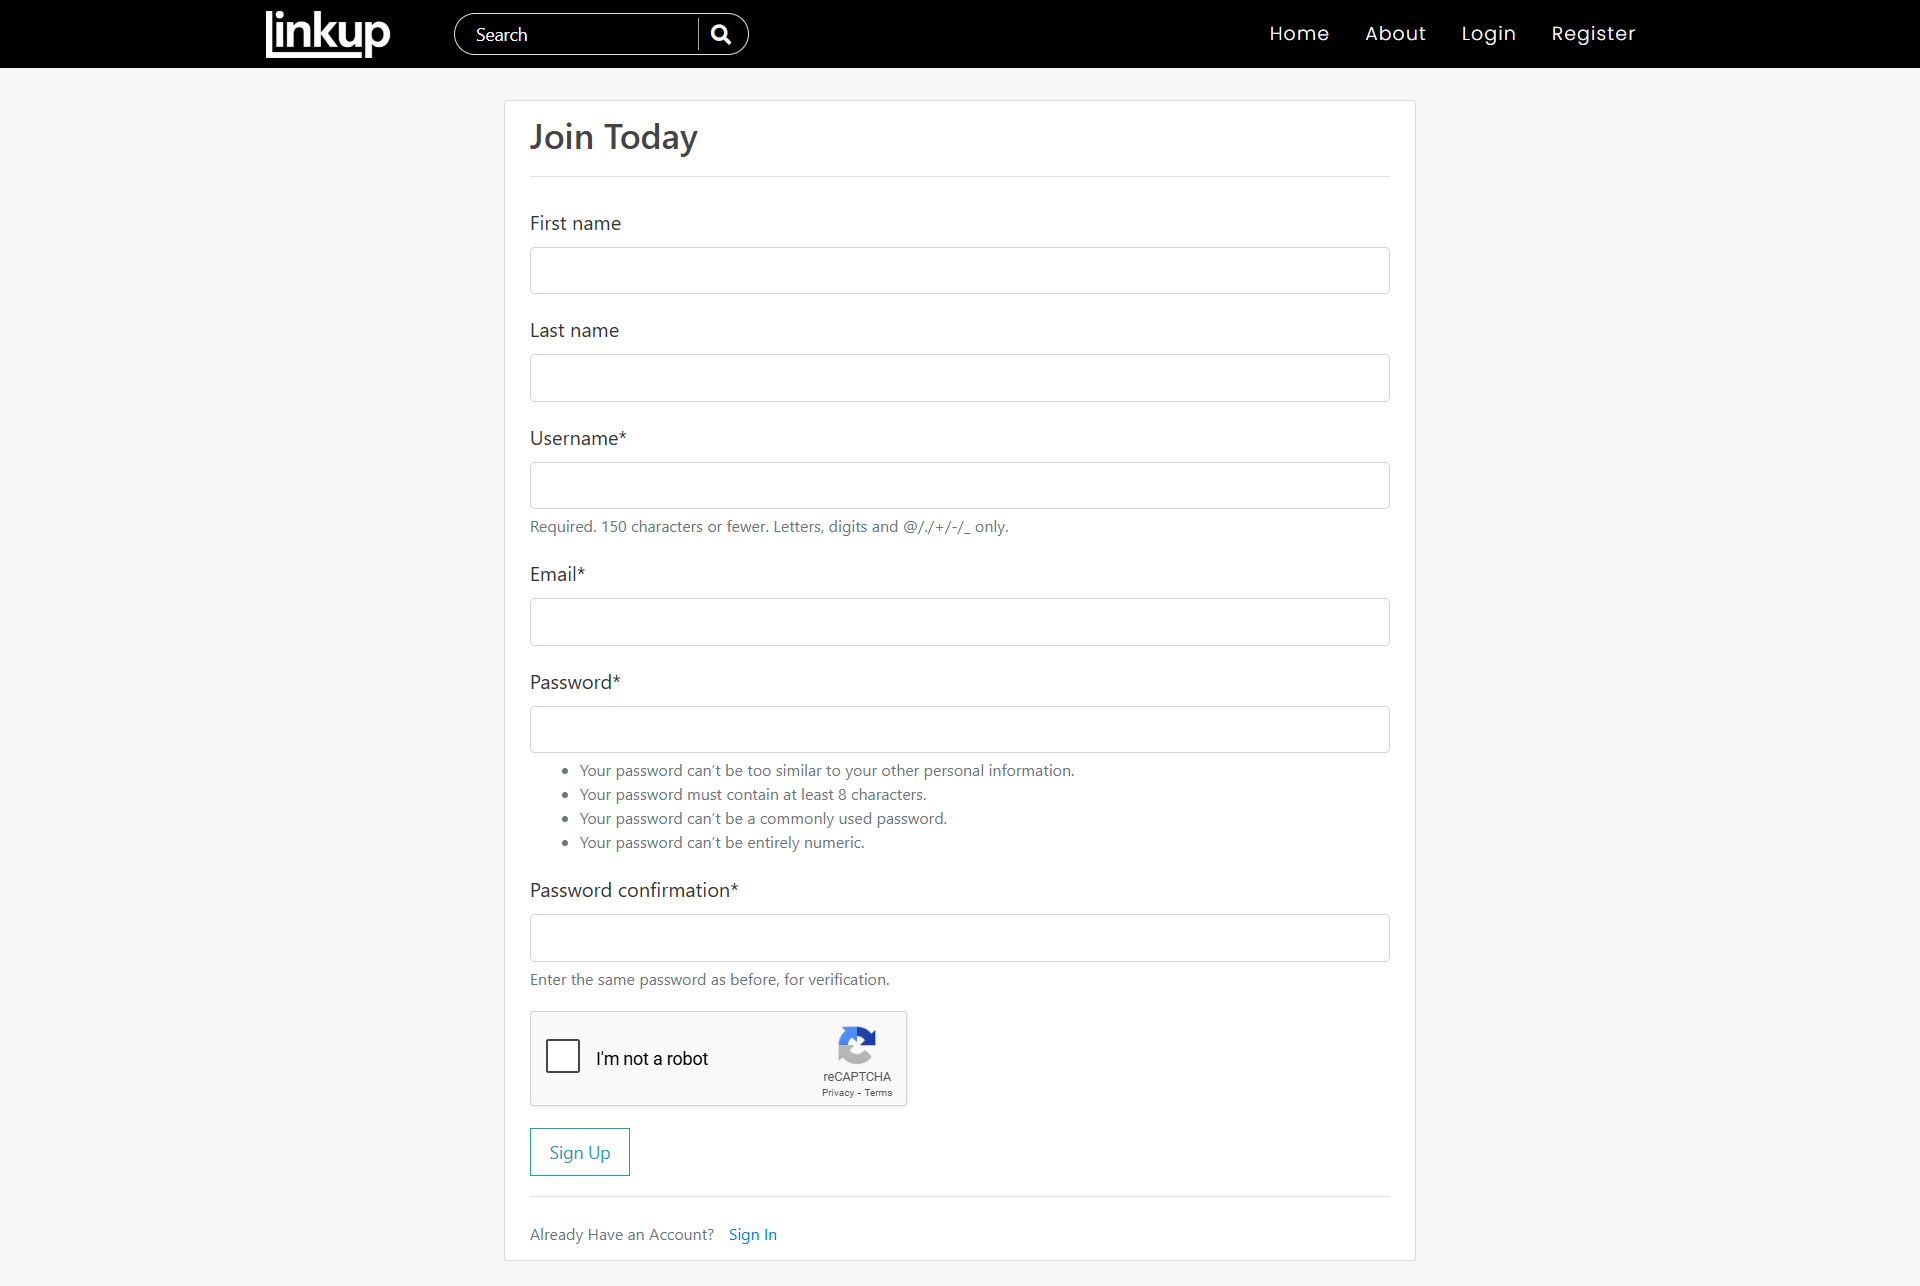 linkup
Search
Home About Login Register
Join Today
First name
Last name
Username*
Required. 150 characters or fewer. Letters, digits and @/./+/-/_ only.
Email*
Password*
Your password can't be too similar to your other personal information.
Your password must contain at least 8 characters.
Your password can't be a commonly used password.
Your password can't be entirely numeric.
Password confirmation*
Enter the same password as before, for verification.
I'm not a robot
reCAPTCHA
Privacy - Terms
Sign Up
Already Have an Account? Sign In